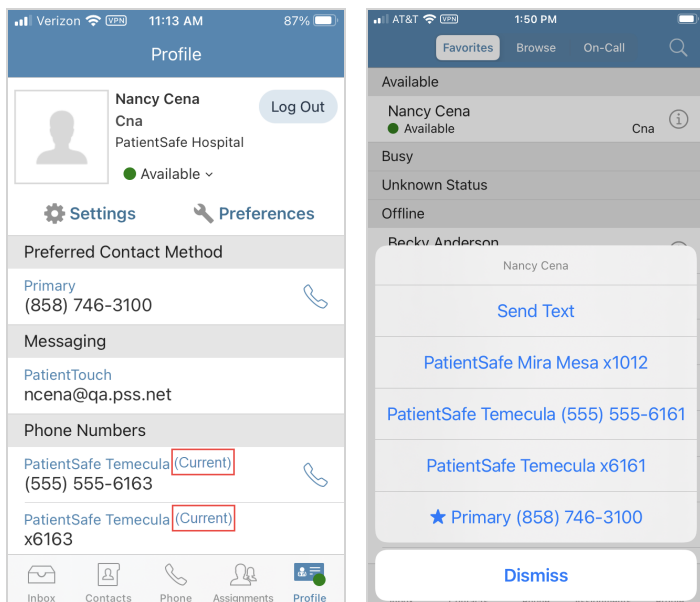 Verizon VPN 11:13 AM 87%
Profile
Nancy Cena
Cna
PatientSafe Hospital
Available
Log Out
Settings Preferences
Preferred Contact Method
Primary
(858) 746-3100
Messaging
PatientTouch
ncena@qa.pss.net
Phone Numbers
PatientSafe Temecula (Current)
(555) 555-6163
PatientSafe Temecula (Current)
x6163
Inbox Contacts Phone Assignments Profile
AT&T VPN 1:50 PM
Favorites Browse On-Call
Available
Nancy Cena
Available Cna
Busy
Unknown Status
Offline
Becky Anderson
Nancy Cena
Send Text
PatientSafe Mira Mesa x1012
PatientSafe Temecula (555) 555-6161
PatientSafe Temecula x6161
Primary (858) 746-3100
Dismiss